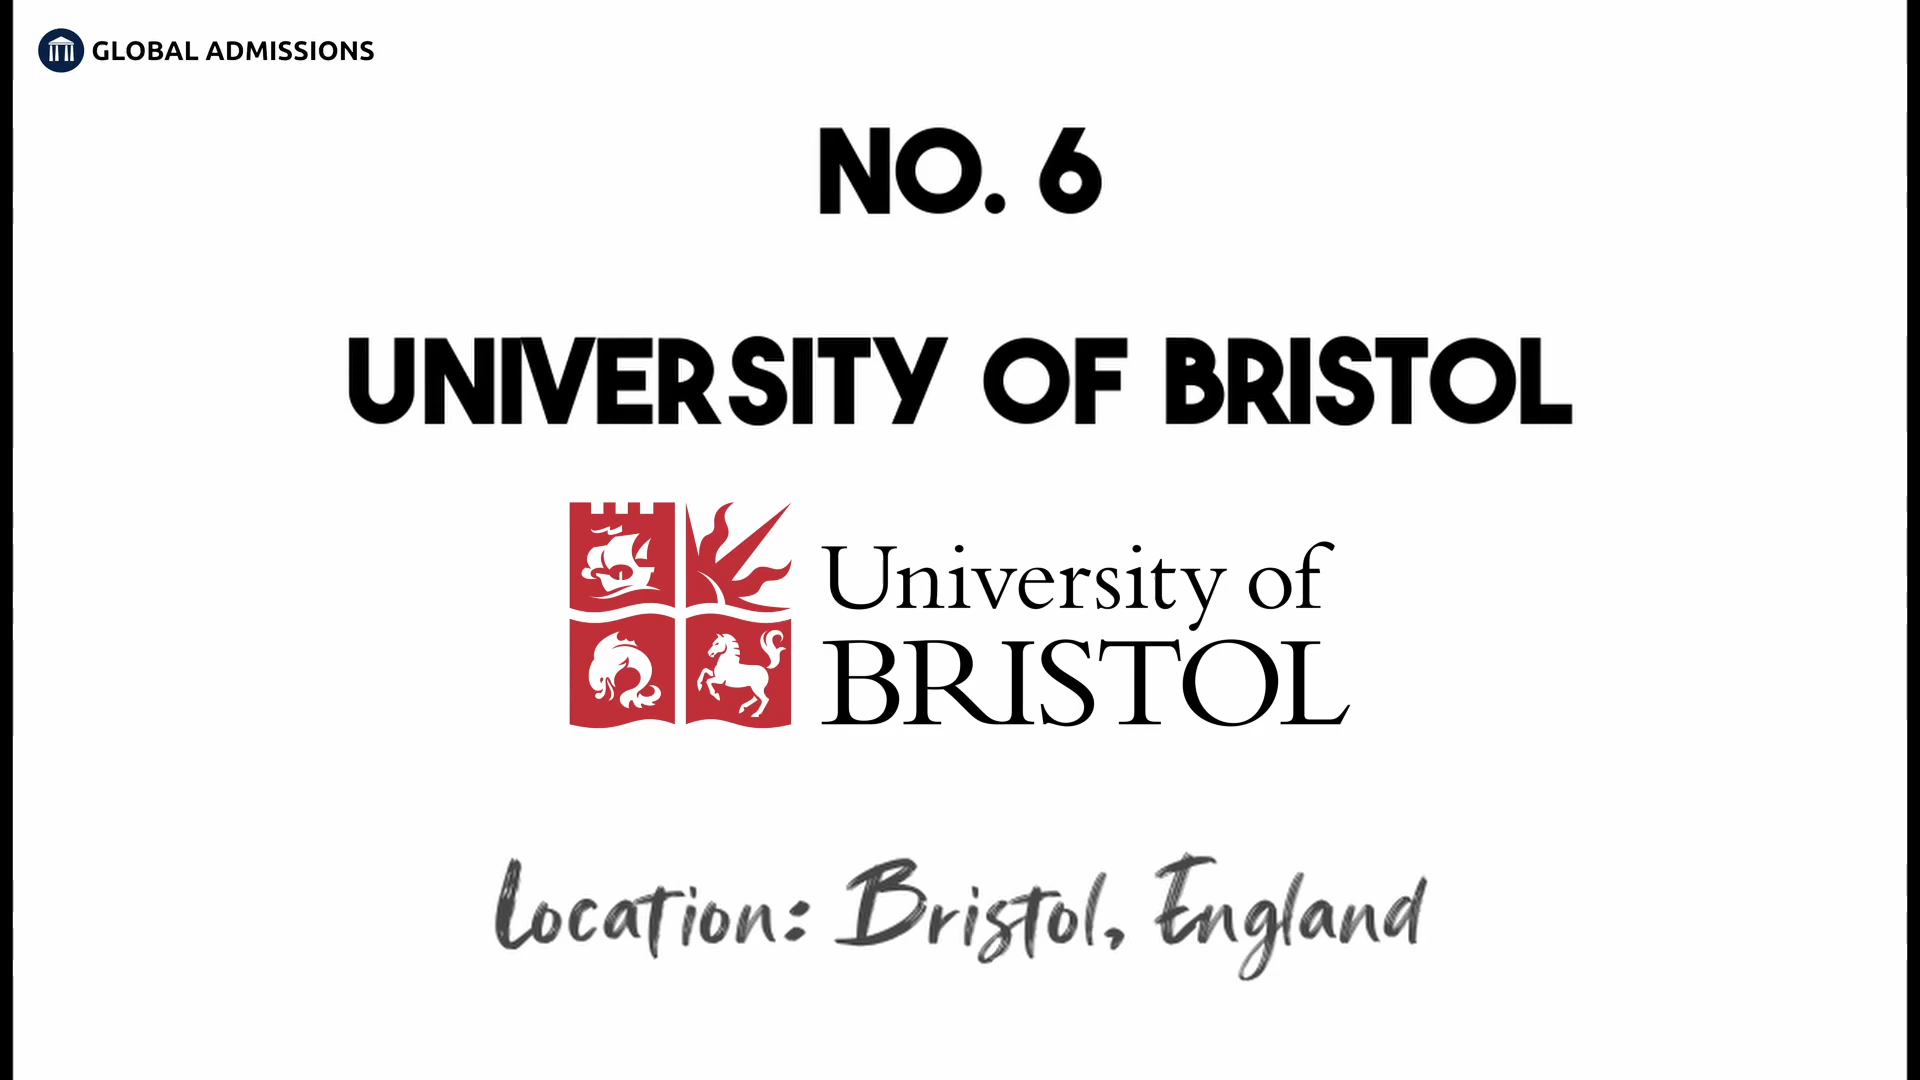 GLOBAL ADMISSIONS
NO. 6
UNIVERSITY OF BRISTOL
University of
BRISTOL
Location: Bristol, England